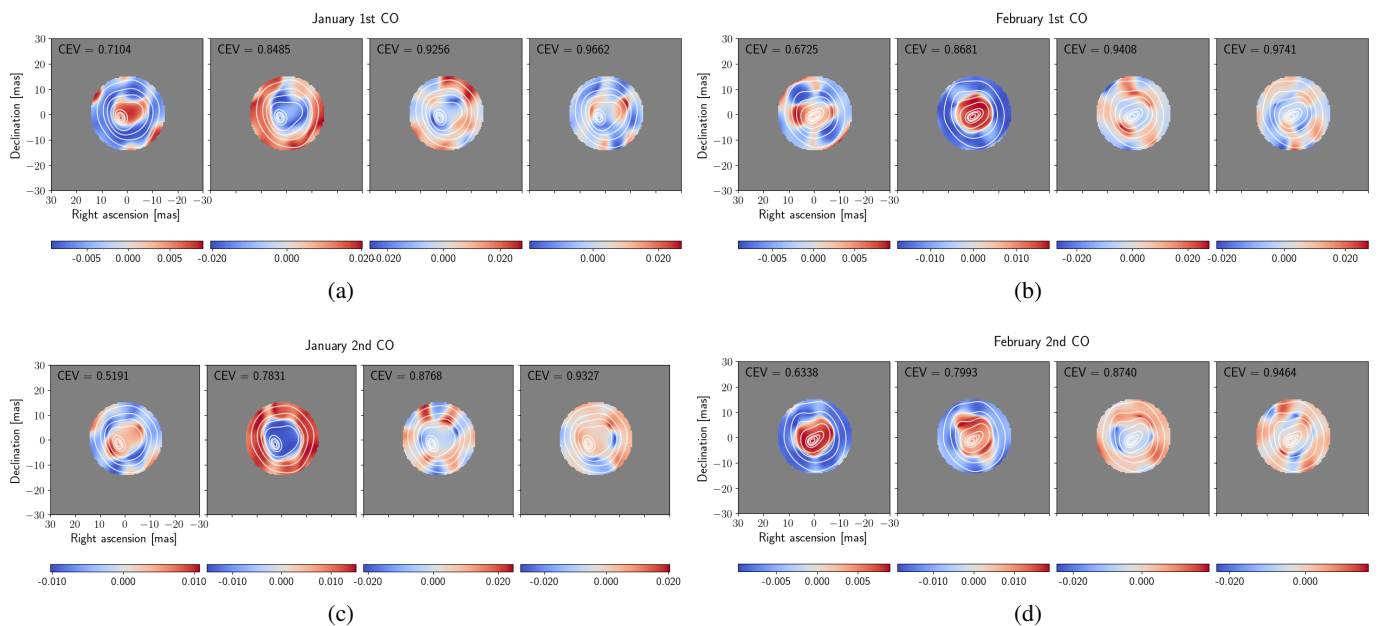 January 1st CO
CEV = 0.7104
CEV = 0.8485
CEV = 0.9256
CEV = 0.9662
Declination [mas]
30
20
10
0
−10
−20
−30
30 20 10 0 −10 −20 −30
Right ascension [mas]
-0.005 0.000 0.005
-0.020 0.000 0.020
-0.020 0.000 0.020
0.000 0.020
(a)
February 1st CO
CEV = 0.6725
CEV = 0.8681
CEV = 0.9408
CEV = 0.9741
Declination [mas]
30
20
10
0
−10
−20
−30
30 20 10 0 −10 −20 −30
Right ascension [mas]
-0.005 0.000 0.005
-0.010 0.000 0.010
-0.020 0.000 0.020
-0.020 0.000 0.020
(b)
January 2nd CO
CEV = 0.5191
CEV = 0.7831
CEV = 0.8768
CEV = 0.9327
Declination [mas]
30
20
10
0
−10
−20
−30
30 20 10 0 −10 −20 −30
Right ascension [mas]
-0.010 0.000 0.010
-0.010 0.000 0.010
-0.020 0.000 0.020
-0.020 0.000 0.020
(c)
February 2nd CO
CEV = 0.6338
CEV = 0.7993
CEV = 0.8740
CEV = 0.9464
Declination [mas]
30
20
10
0
−10
−20
−30
30 20 10 0 −10 −20 −30
Right ascension [mas]
-0.005 0.000 0.005
-0.010 0.000 0.010
-0.020 0.000 0.020
-0.020 0.000
(d)